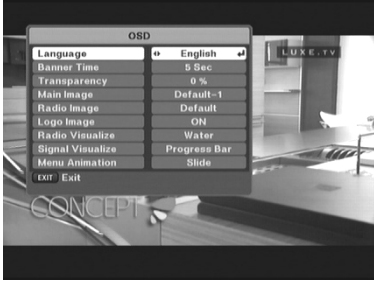 OSD
Language English
Banner Time 5 Sec
Transparency 0 %
Main Image Default-1
Radio Image Default
Logo Image ON
Radio Visualize Water
Signal Visualize Progress Bar
Menu Animation Slide
EXIT Exit
LUXE.TV
CONCEPT